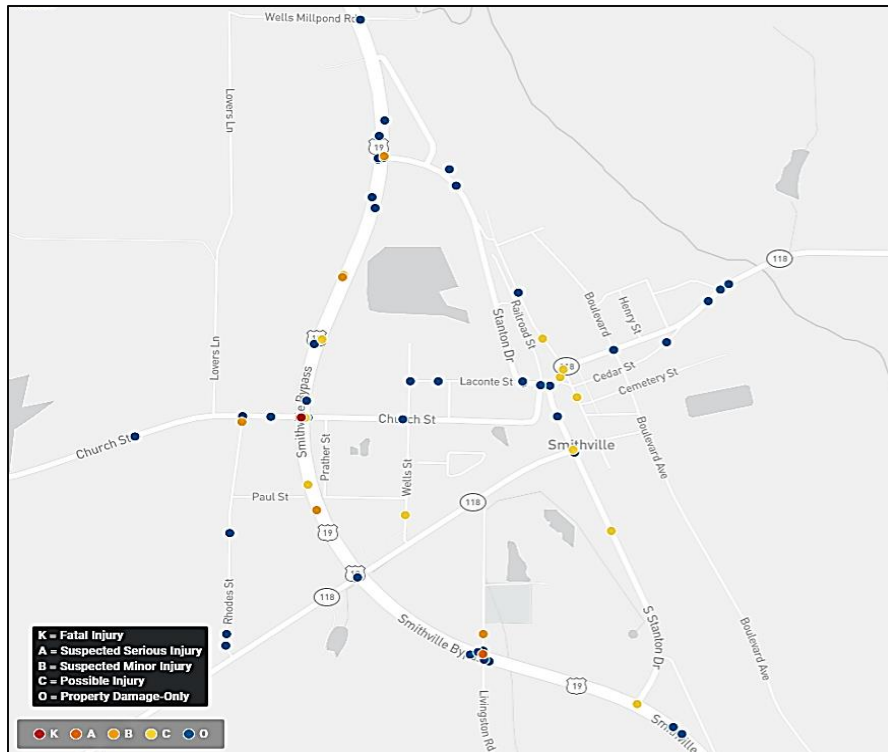 Wells Millpond Rd
Lovers Ln
19
118
Railroad St
Boulevard
Henry St
Stanton Dr
118
Cedar St
Cemetery St
Lovers Ln
19
Smithville Bypass
Laconte St
Church St
Church St
Prather St
Wells St
Smithville
Boulevard Ave
Paul St
118
19
19
118
Rhodes St
Smithville Bypass
S Stanton Dr
Boulevard Ave
19
Livingston Rd
Smithville
K = Fatal Injury
A = Suspected Serious Injury
B = Suspected Minor Injury
C = Possible Injury
O = Property Damage-Only
K A B C O